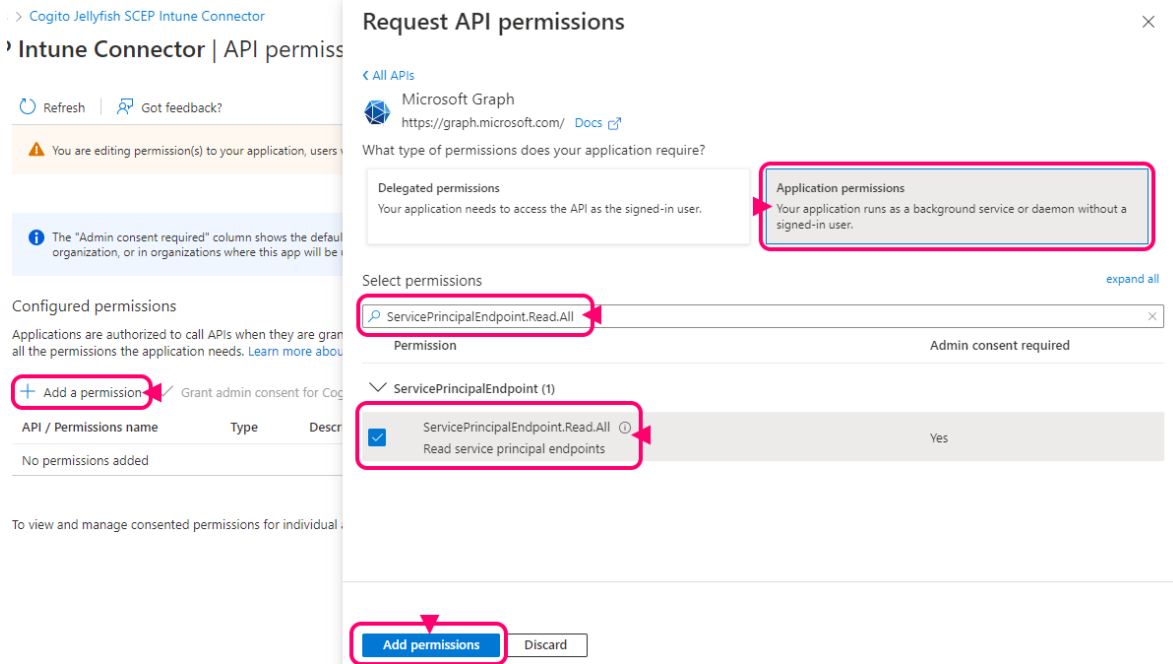 > Cogito Jellyfish SCEP Intune Connector
Intune Connector | API permiss
Refresh
Got feedback?
You are editing permission(s) to your application, users
The "Admin consent required" column shows the defaul
organization, or in organizations where this app will be
Configured permissions
Applications are authorized to call APIs when they are gran
all the permissions the application needs. Learn more abou
+ Add a permission
Grant admin consent for Cog
API / Permissions name Type Descr
No permissions added
To view and manage consented permissions for individual
Request API permissions
All APIs
Microsoft Graph
https://graph.microsoft.com/ Docs
What type of permissions does your application require?
Delegated permissions
Your application needs to access the API as the signed-in user.
Application permissions
Your application runs as a background service or daemon without a
signed-in user.
Select permissions
expand all
ServicePrincipalEndpoint.Read.All
Permission
Admin consent required
ServicePrincipalEndpoint (1)
ServicePrincipalEndpoint.Read.All
Read service principal endpoints
Yes
Add permissions
Discard